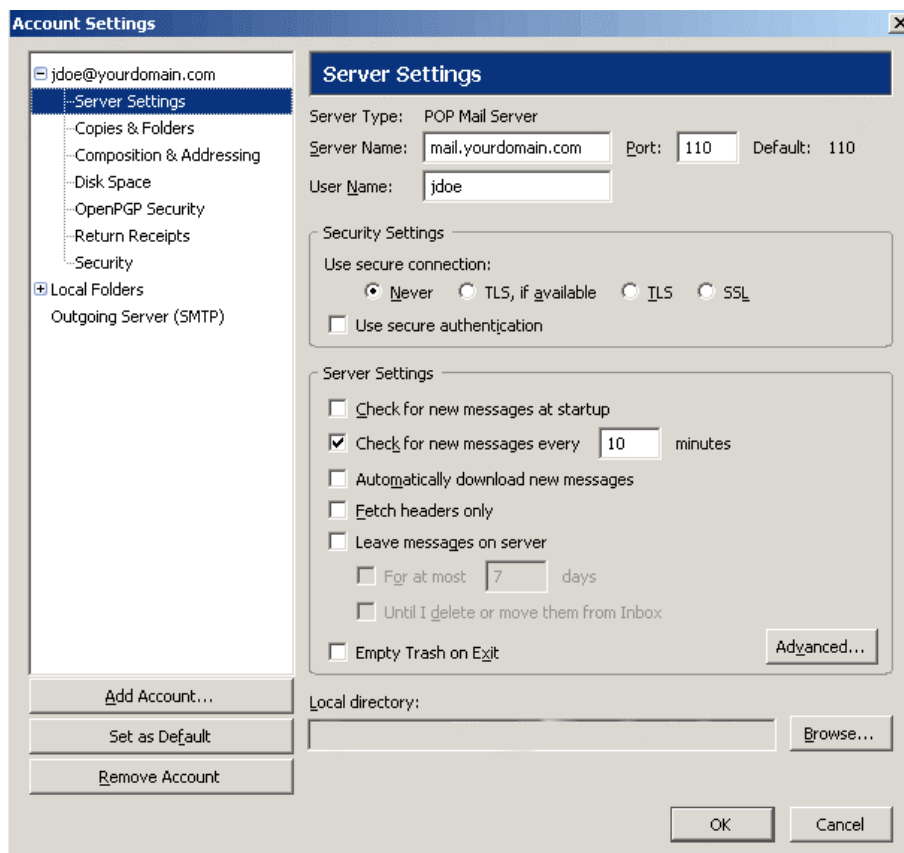 Account Settings
jdoe@yourdomain.com
Server Settings
Copies & Folders
Composition & Addressing
Disk Space
OpenPGP Security
Return Receipts
Security
Local Folders
Outgoing Server (SMTP)
Add Account...
Set as Default
Remove Account
Server Settings
Server Type: POP Mail Server
Server Name: mail.yourdomain.com Port: 110 Default: 110
User Name: jdoe
Security Settings
Use secure connection:
Never TLS, if available TLS SSL
Use secure authentication
Server Settings
Check for new messages at startup
Check for new messages every 10 minutes
Automatically download new messages
Fetch headers only
Leave messages on server
For at most 7 days
Until I delete or move them from Inbox
Empty Trash on Exit Advanced...
Local directory:
Browse...
OK Cancel